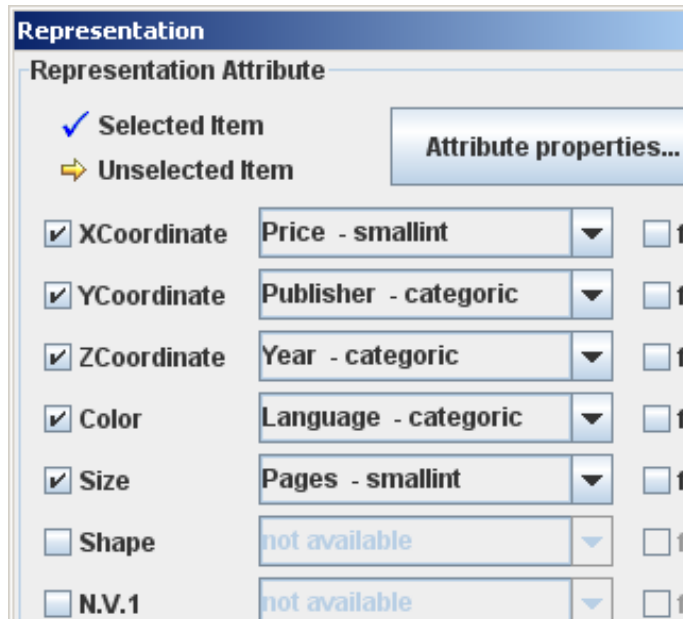 Representation
Representation Attribute
Selected Item
Attribute properties...
Unselected Item
XCoordinate Price - smallint
YCoordinate Publisher - categoric
ZCoordinate Year - categoric
Color Language - categoric
Size Pages - smallint
Shape not available
N.V.1 not available